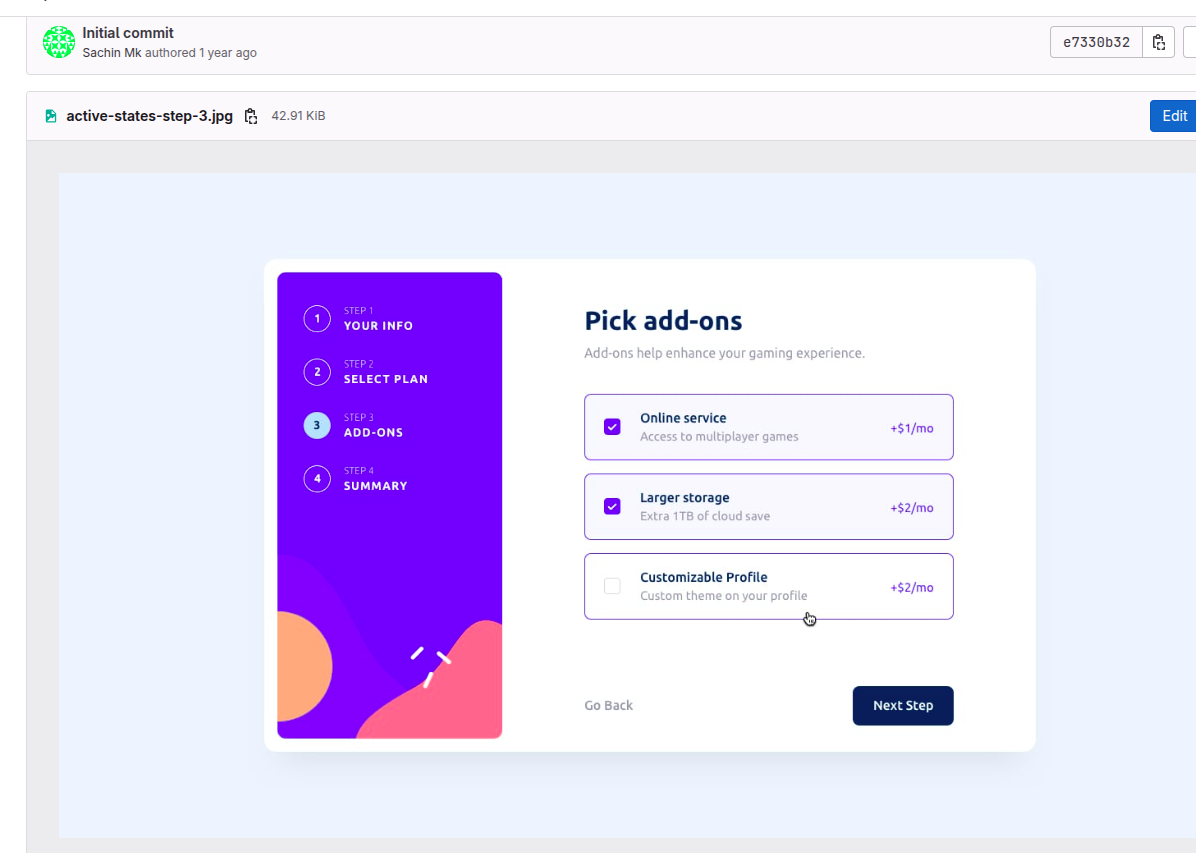 Initial commit
Sachin Mk authored 1 year ago
e7330b32
active-states-step-3.jpg 42.91 KiB
Edit
1
STEP 1
YOUR INFO
2
STEP 2
SELECT PLAN
3
STEP 3
ADD-ONS
4
STEP 4
SUMMARY
Pick add-ons
Add-ons help enhance your gaming experience.
Online service
Access to multiplayer games
+$1/mo
Larger storage
Extra 1TB of cloud save
+$2/mo
Customizable Profile
Custom theme on your profile
+$2/mo
Go Back
Next Step